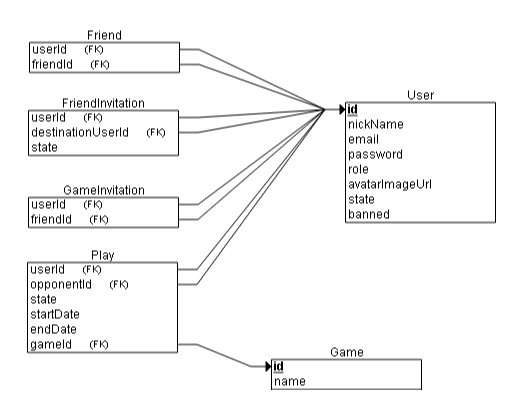 Friend
userId (FK)
friendId (FK)
FriendInvitation
userId (FK)
destinationUserId (FK)
state
GameInvitation
userId (FK)
friendId (FK)
Play
userId (FK)
opponentId (FK)
state
startDate
endDate
gameId (FK)
User
id
nickName
email
password
role
avatarImageUrl
state
banned
Game
id
name